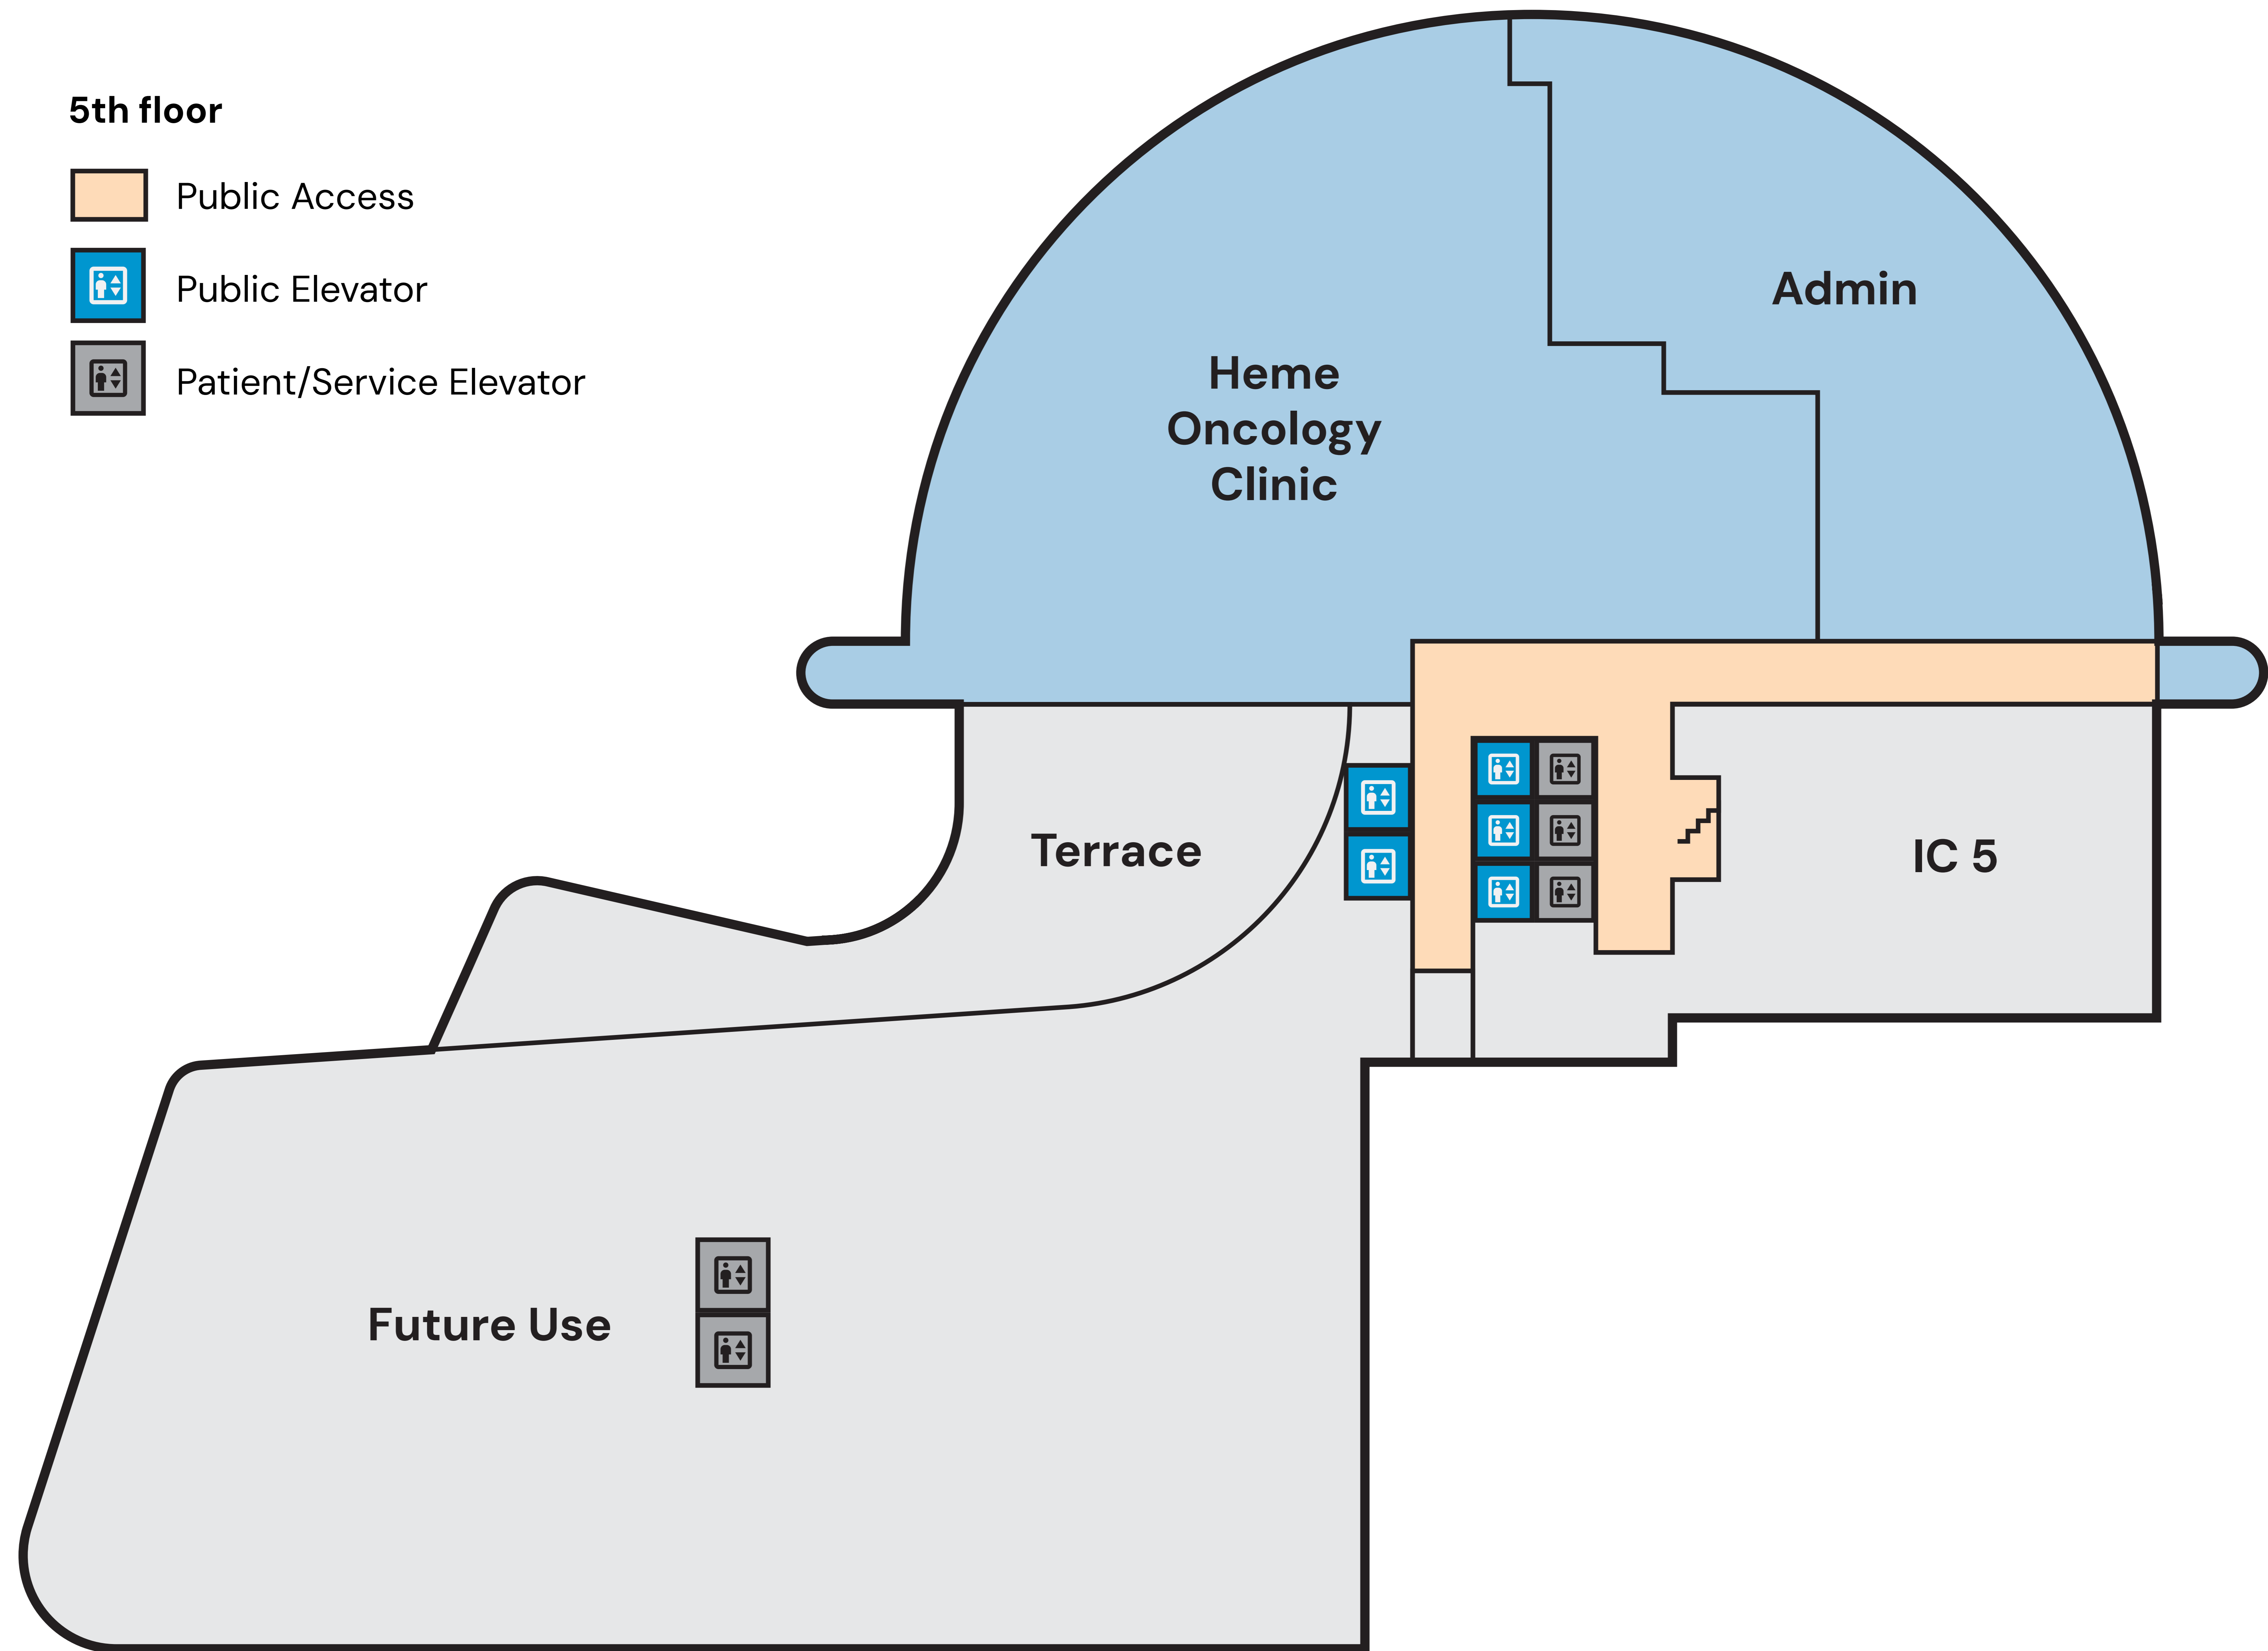 5th floor
Public Access
Public Elevator
Patient/Service Elevator
Admin
Heme
Oncology
Clinic
Terrace
IC 5
Future Use